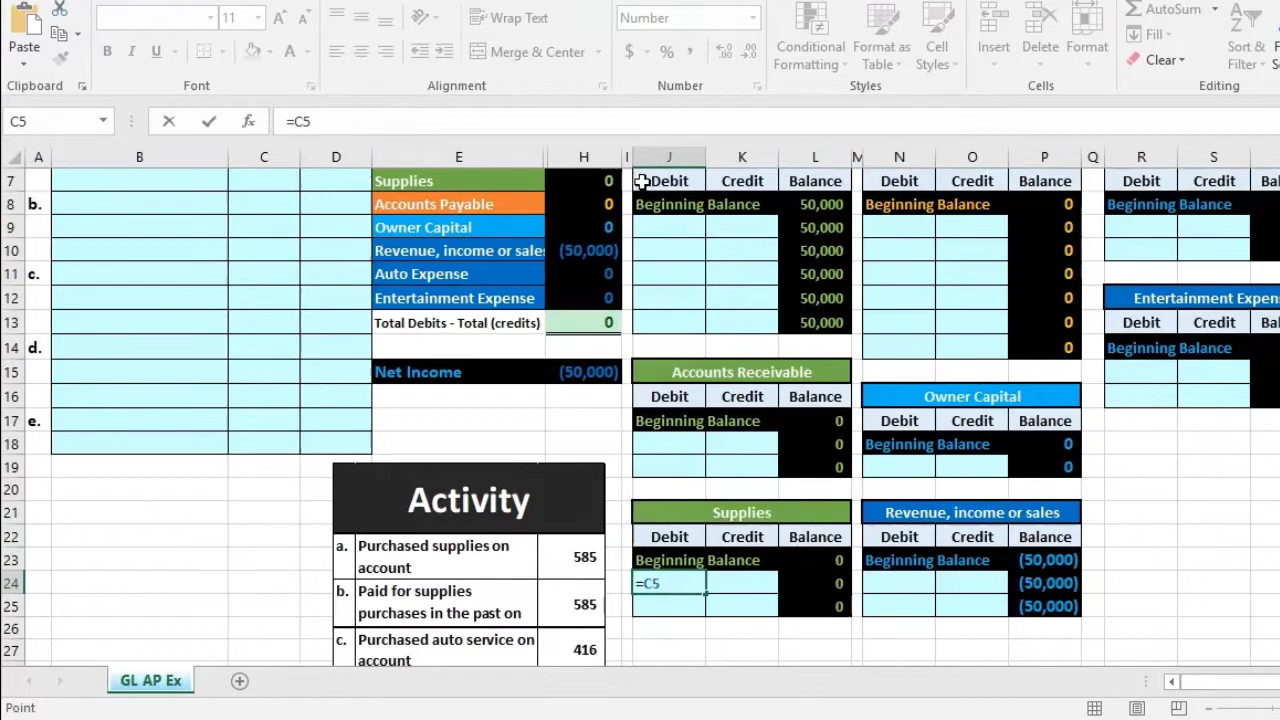 11
Wrap Text
Number
AutoSum
Paste
B I U
A
Merge & Center
$ % ,
Conditional Formatting
Format as Table
Cell Styles
Insert
Delete
Format
Fill
Clear
Sort &
Filter
Clipboard
Font
Alignment
Number
Styles
Cells
Editing
C5
fx
=C5
A B C D E H I J K L M N O P Q R S
7 Supplies 0 Debit Credit Balance Debit Credit Balance Debit Credit
8 b. Accounts Payable 0 Beginning Balance 50,000 Beginning Balance 0 Beginning Balance
9 Owner Capital 0 50,000 0
10 Revenue, income or sales (50,000) 50,000 0
11 c. Auto Expense 0 50,000 0
12 Entertainment Expense 0 50,000 0 Entertainment Expens
13 Total Debits - Total (credits) 0 50,000 0 Debit Credit
14 d. 0 Beginning Balance
15 Net Income (50,000) Accounts Receivable
16 Debit Credit Balance Owner Capital
17 e. Beginning Balance 0 Debit Credit Balance
18 0 Beginning Balance 0
19 0 0
20 Activity
21 Supplies Revenue, income or sales
22 Debit Credit Balance Debit Credit Balance
a. Purchased supplies on account 585
23 Beginning Balance 0 Beginning Balance (50,000)
24 =C5 0 (50,000)
b. Paid for supplies purchases in the past on 585
25 0 (50,000)
26
27
c. Purchased auto service on account 416
GL AP Ex
Point